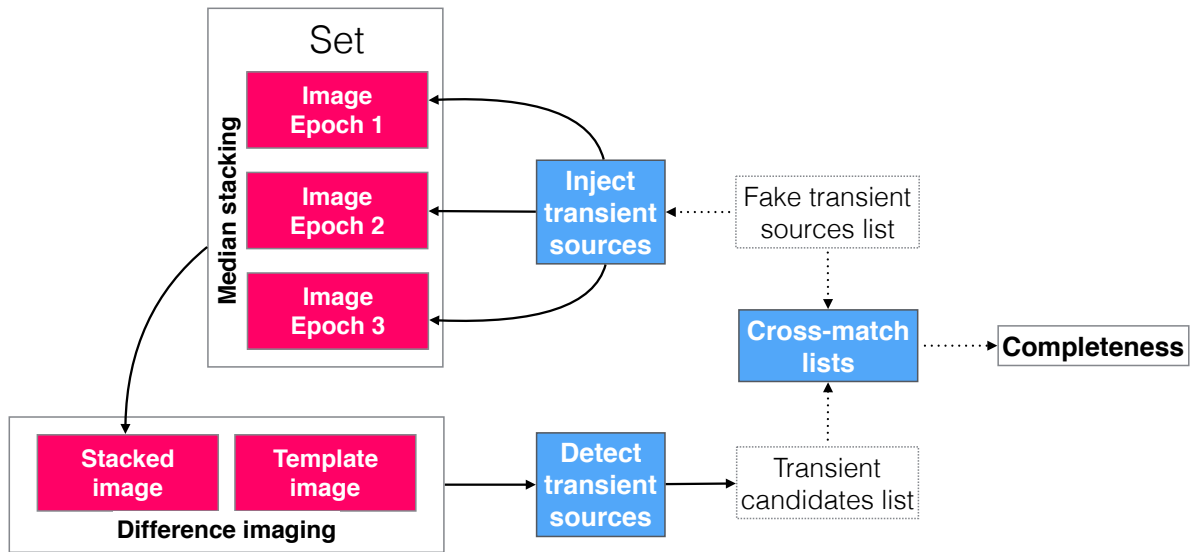 Set
Median stacking
Image
Epoch 1
Image
Epoch 2
Image
Epoch 3
Inject
transient
sources
Fake transient
sources list
Cross-match
lists
Completeness
Stacked
image
Template
image
Difference imaging
Detect
transient
sources
Transient
candidates list